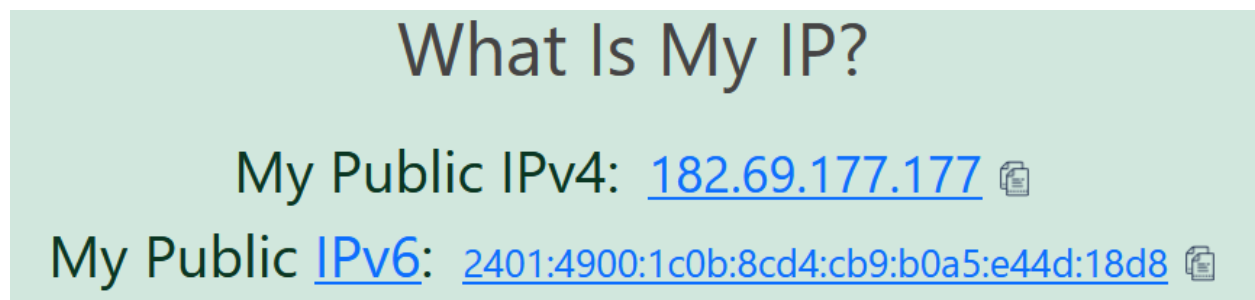 What Is My IP?
My Public IPv4: 182.69.177.177
My Public IPv6: 2401:4900:1c0b:8cd4:cb9:b0a5:e44d:18d8